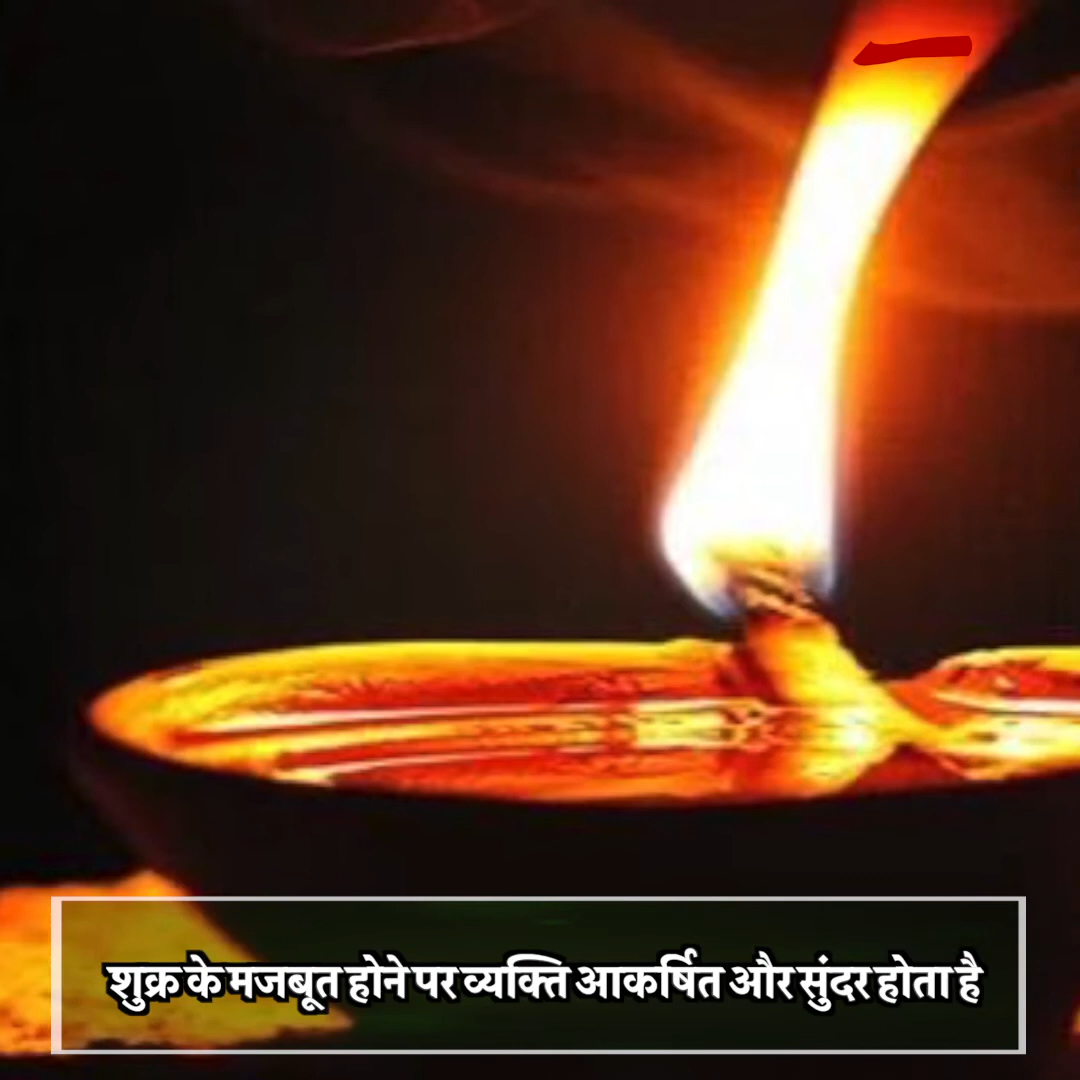 शुक्र के मजबूत होने पर व्यक्ति आकर्षित और सुंदर होता है